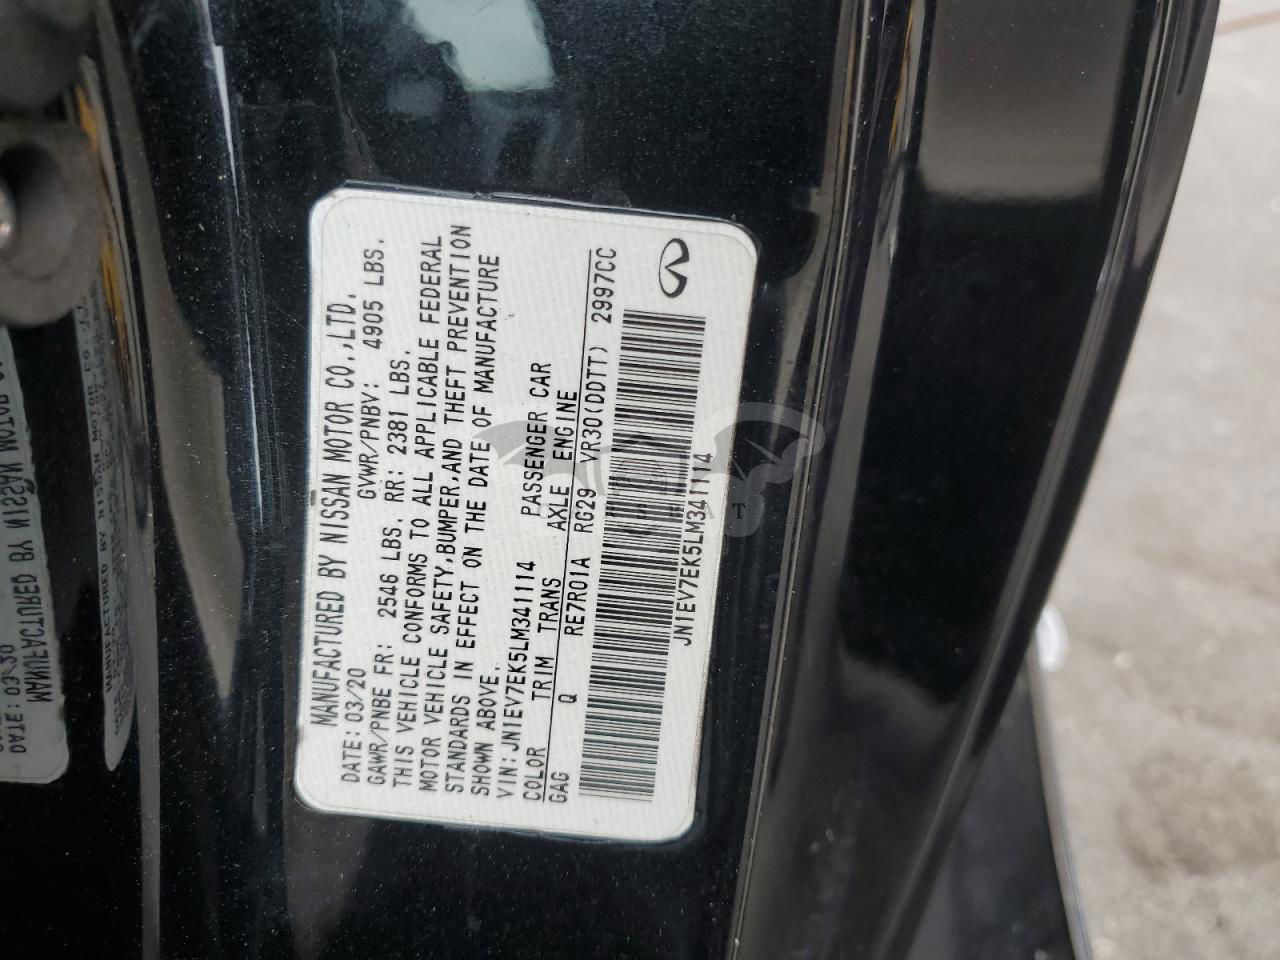 MANUFACTURED BY NISSAN MOTOR CO.,LTD.
DATE: 03/20 GVWR/PNBV: 4905 LBS.
GAWR/PNBE FR: 2546 LBS. RR: 2381 LBS.
THIS VEHICLE CONFORMS TO ALL APPLICABLE FEDERAL
MOTOR VEHICLE SAFETY,BUMPER,AND THEFT PREVENTION
STANDARDS IN EFFECT ON THE DATE OF MANUFACTURE
SHOWN ABOVE.
VIN:JN1EV7EK5LM341114 PASSENGER CAR
COLOR TRIM TRANS AXLE ENGINE
GAG Q RE7R01A RG29 VR30(DDTT) 2997CC
JN1EV7EK5LM341114